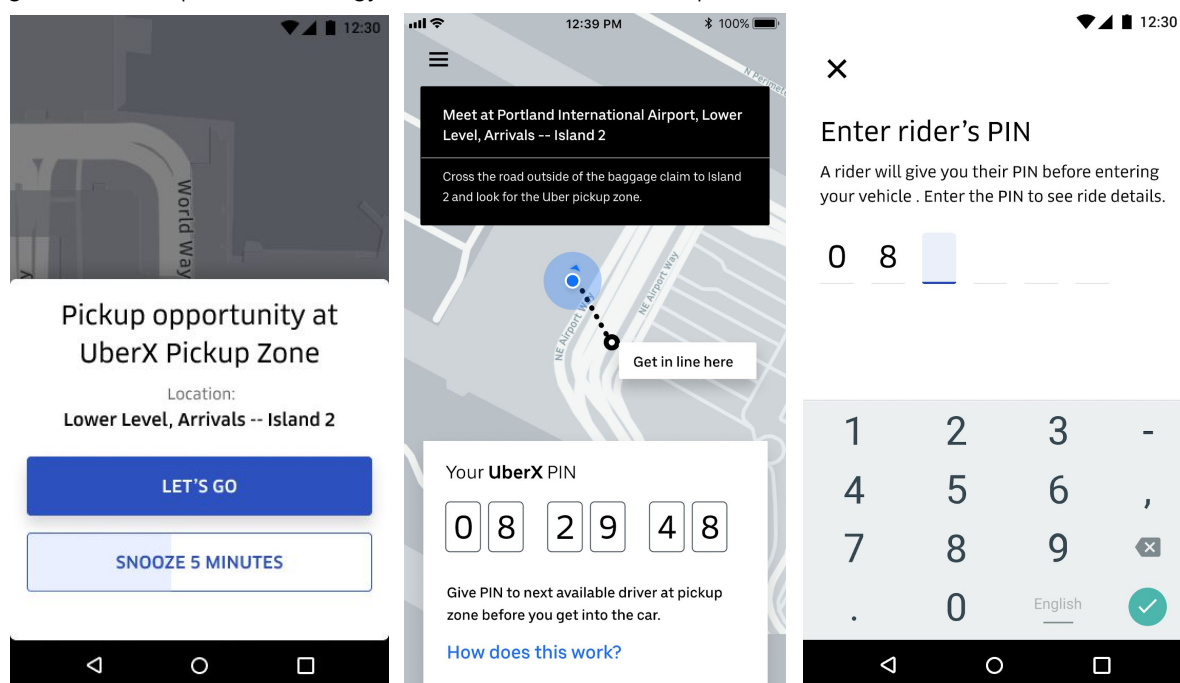 12:30
World Way
Pickup opportunity at
UberX Pickup Zone
Location:
Lower Level, Arrivals -- Island 2
LET'S GO
SNOOZE 5 MINUTES
12:39 PM
100%
N Perimete
Meet at Portland International Airport, Lower
Level, Arrivals -- Island 2
Cross the road outside of the baggage claim to Island
2 and look for the Uber pickup zone.
NE Airport Way
NE Airport Way
Get in line here
Your UberX PIN
08 29 48
Give PIN to next available driver at pickup
zone before you get into the car.
How does this work?
12:30
Enter rider's PIN
A rider will give you their PIN before entering
your vehicle . Enter the PIN to see ride details.
0 8
1 2 3 -
4 5 6 ,
7 8 9
. 0 English